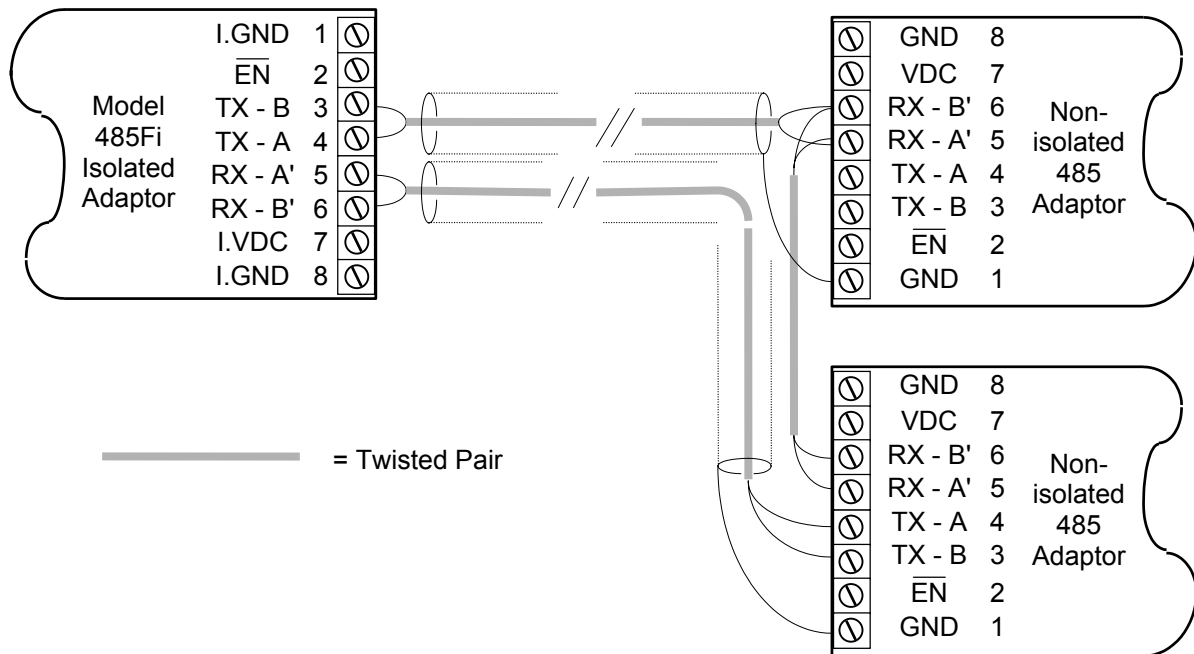 I.GND 1
EN 2
TX - B 3
TX - A 4
RX - A' 5
RX - B' 6
I.VDC 7
I.GND 8
Model
485Fi
Isolated
Adaptor
GND 8
VDC 7
RX - B' 6
RX - A' 5
TX - A 4
TX - B 3
EN 2
GND 1
Non-
isolated
485
Adaptor
= Twisted Pair
GND 8
VDC 7
RX - B' 6
RX - A' 5
TX - A 4
TX - B 3
EN 2
GND 1
Non-
isolated
485
Adaptor